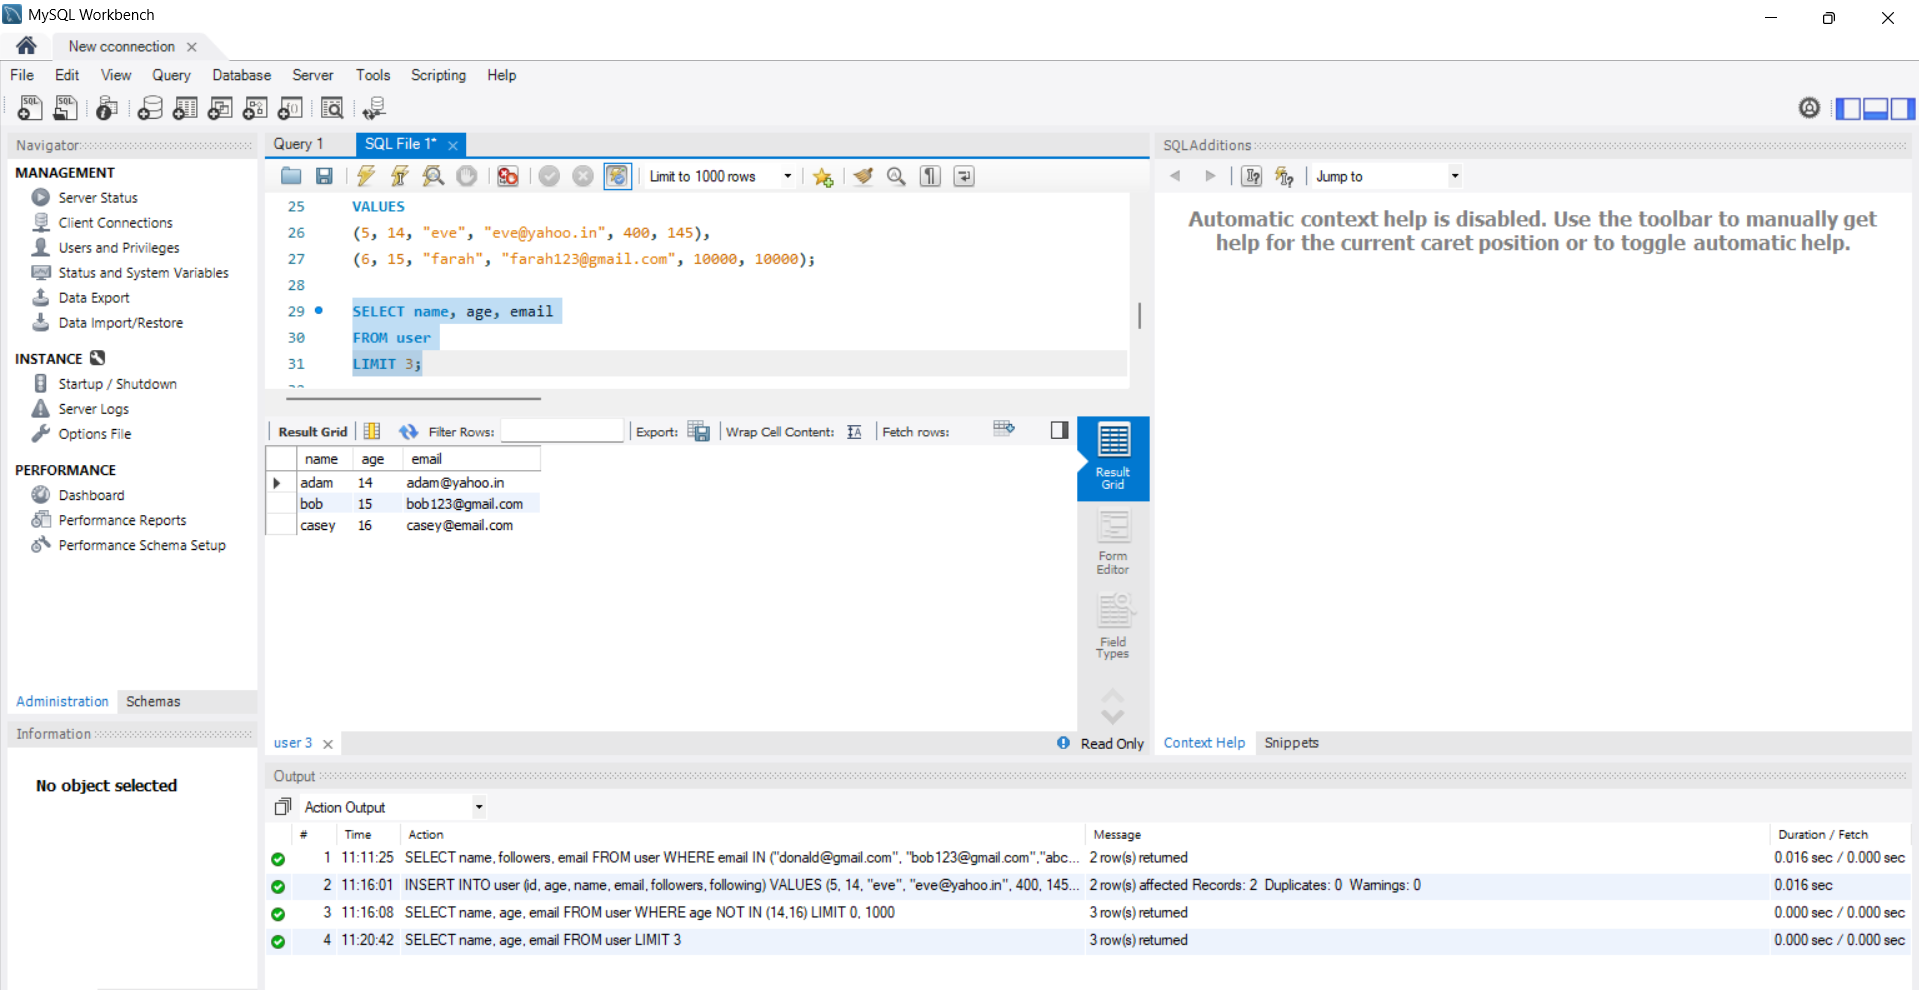 MySQL Workbench
New cconnection
File Edit View Query Database Server Tools Scripting Help
Navigator
MANAGEMENT
Server Status
Client Connections
Users and Privileges
Status and System Variables
Data Export
Data Import/Restore
INSTANCE
Startup / Shutdown
Server Logs
Options File
PERFORMANCE
Dashboard
Performance Reports
Performance Schema Setup
Administration Schemas
Information
No object selected
Query 1 SQL File 1*
Limit to 1000 rows
25 VALUES
26 (5, 14, "eve", "eve@yahoo.in", 400, 145),
27 (6, 15, "farah", "farah123@gmail.com", 10000, 10000);
28
29 SELECT name, age, email
30 FROM user
31 LIMIT 3;
Result Grid Filter Rows: Export: Wrap Cell Content: Fetch rows:
name age email
adam 14 adam@yahoo.in
bob 15 bob123@gmail.com
casey 16 casey@email.com
Result
Grid
Form
Editor
Field
Types
user 3 Read Only
SQLAdditions
Jump to
Automatic context help is disabled. Use the toolbar to manually get
help for the current caret position or to toggle automatic help.
Context Help Snippets
Output
Action Output
# Time Action Message Duration / Fetch
1 11:11:25 SELECT name, followers, email FROM user WHERE email IN ("donald@gmail.com", "bob123@gmail.com","abc... 2 row(s) returned 0.016 sec / 0.000 sec
2 11:16:01 INSERT INTO user (id, age, name, email, followers, following) VALUES (5, 14, "eve", "eve@yahoo.in", 400, 145... 2 row(s) affected Records: 2 Duplicates: 0 Warnings: 0 0.016 sec
3 11:16:08 SELECT name, age, email FROM user WHERE age NOT IN (14,16) LIMIT 0, 1000 3 row(s) returned 0.000 sec / 0.000 sec
4 11:20:42 SELECT name, age, email FROM user LIMIT 3 3 row(s) returned 0.000 sec / 0.000 sec